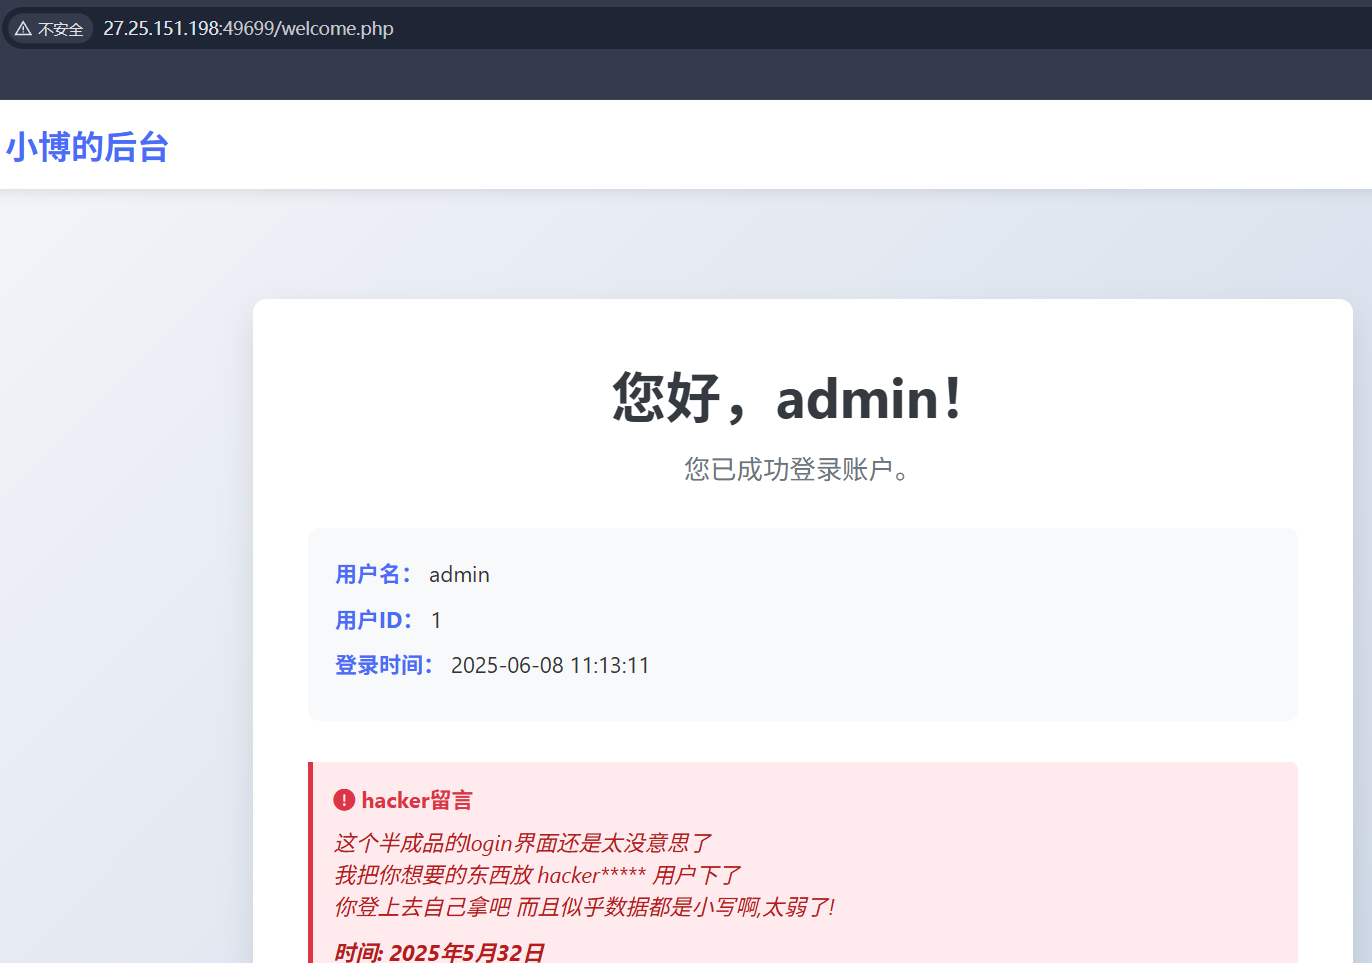 不安全 27.25.151.198:49699/welcome.php
小博的后台
您好，admin！
您已成功登录账户。
用户名： admin
用户ID： 1
登录时间： 2025-06-08 11:13:11
hacker留言
这个半成品的login界面还是太没意思了
我把你想要的东西放 hacker***** 用户下了
你登上去自己拿吧 而且似乎数据都是小写啊,太弱了!
时间: 2025年5月32日